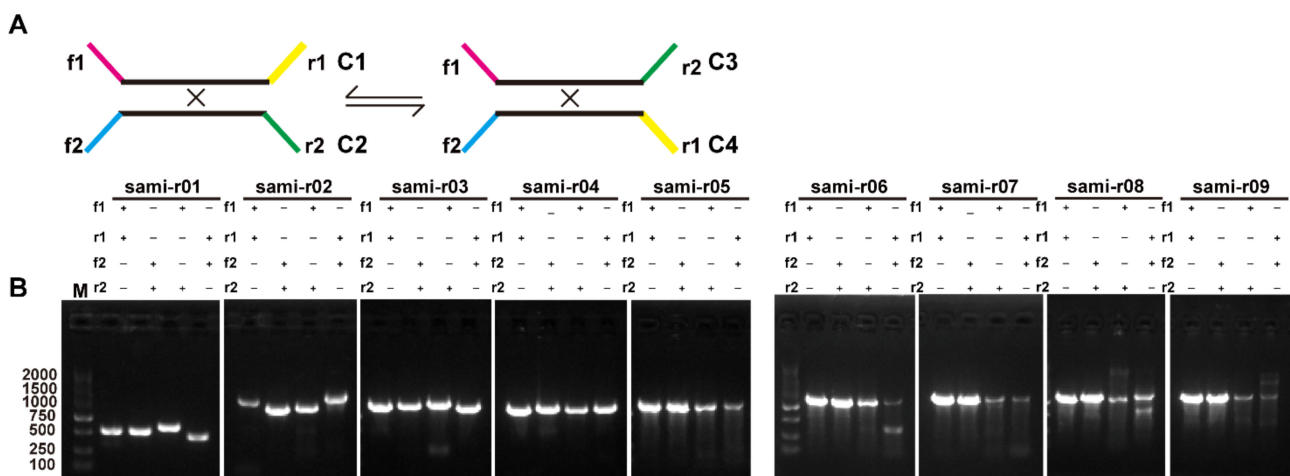 A
f1 r1 C1 f1 r2 C3
f2 r2 C2 f2 r1 C4
sami-r01 sami-r02 sami-r03 sami-r04 sami-r05 sami-r06 sami-r07 sami-r08 sami-r09
f1 + − + − f1 + − + − f1 + − + − f1 + − + − f1 + − + − f1 + − + − f1 + − + − f1 + − + − f1 + − + −
r1 + − − + r1 + − − + r1 + − − + r1 + − − + r1 + − − + r1 + − − + r1 + − − + r1 + − − + r1 + − − +
f2 − + − + f2 − + − + f2 − + − + f2 − + − + f2 − + − + f2 − + − + f2 − + − + f2 − + − + f2 − + − +
B M r2 − + + − r2 − + + − r2 − + + − r2 − + + − r2 − + + − r2 − + + − r2 − + + − r2 − + + − r2 − + + −
2000
1500
1000
750
500
250
100